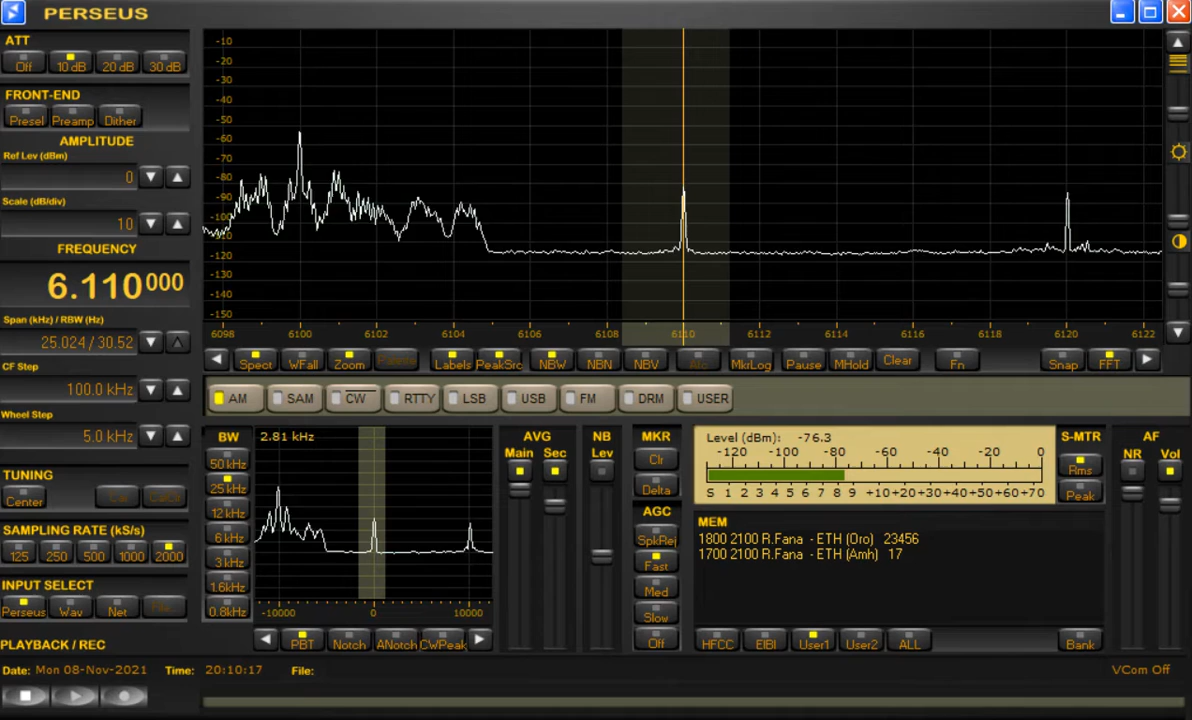 PERSEUS
ATT
Off 10 dB 20 dB 30 dB
FRONT-END
Presel Preamp Dither
AMPLITUDE
Ref Lev (dBm)
0
Scale (dB/div)
10
FREQUENCY
6.110000
Span (kHz) / RBW (Hz)
25.024 / 30.52
CF Step
100.0 kHz
Wheel Step
5.0 kHz
TUNING
Center
SAMPLING RATE (kS/s)
125 250 500 1000 2000
INPUT SELECT
Perseus Wav Net
PLAYBACK / REC
Date: Mon 08-Nov-2021 Time: 20:10:17 File:
-10
-20
-30
-40
-50
-60
-70
-80
-90
-100
-110
-120
-130
-140
-150
6098 6100 6102 6104 6106 6108 6110 6112 6114 6116 6118 6120 6122
Spect WFall Zoom Labels PeakSrc NBW NBN NBV MkrLog Pause MHold Clear Fn Snap FFT
AM SAM CW RTTY LSB USB FM DRM USER
BW
50 kHz
25 kHz
12 kHz
6 kHz
3 kHz
1.6kHz
0.8kHz
2.81 kHz
-10000 0 10000
PBT Notch ANotch CWPeak
AVG
Main Sec
NB
Lev
MKR
Clr
Delta
AGC
SpkRej
Fast
Med
Slow
Off
Level (dBm): -76.3
-120 -100 -80 -60 -40 -20 0
S 1 2 3 4 5 6 7 8 9 +10+20+30+40+50+60+70
S-MTR
Rms
Peak
AF
NR Vol
MEM
1800 2100 R.Fana - ETH (Oro) 23456
1700 2100 R.Fana - ETH (Amh) 17
HFCC EIBI User1 User2 ALL Bank
VCom Off